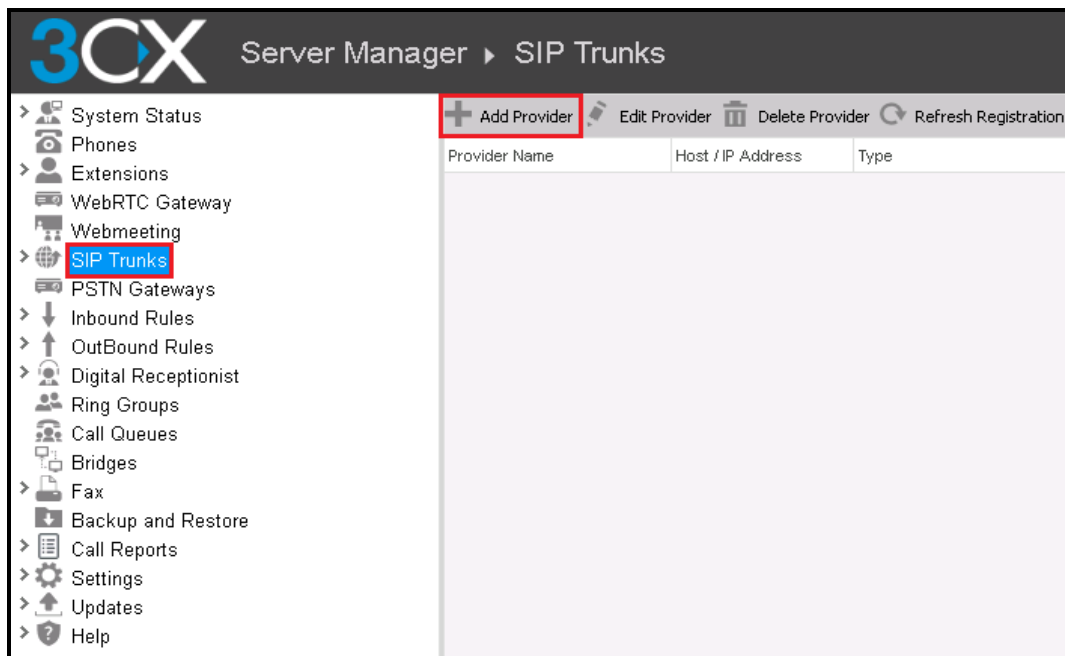 3CX Server Manager ▸ SIP Trunks
System Status
Phones
Extensions
WebRTC Gateway
Webmeeting
SIP Trunks
PSTN Gateways
Inbound Rules
OutBound Rules
Digital Receptionist
Ring Groups
Call Queues
Bridges
Fax
Backup and Restore
Call Reports
Settings
Updates
Help
Add Provider Edit Provider Delete Provider Refresh Registration
Provider Name Host / IP Address Type